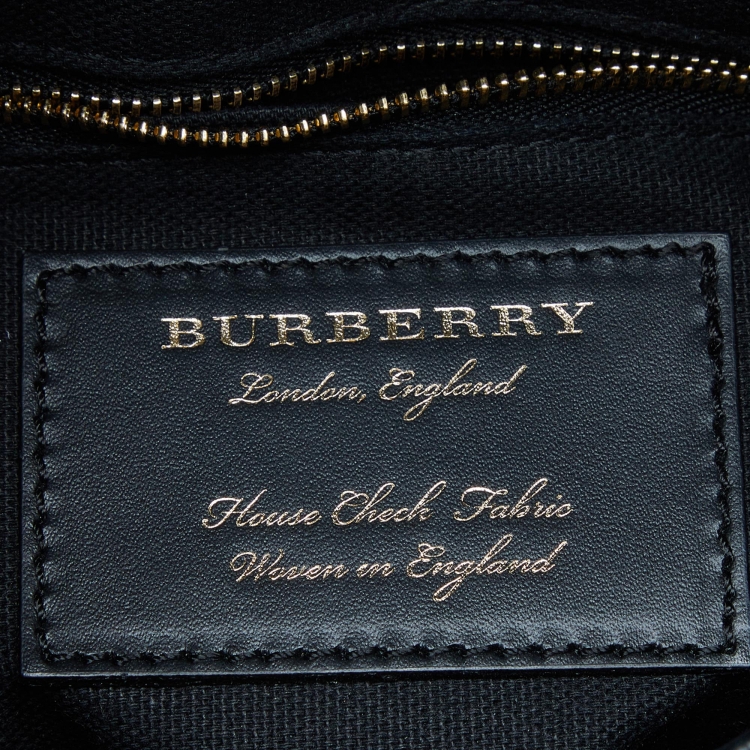 BURBERRY
London, England
House Check Fabric
Woven in England